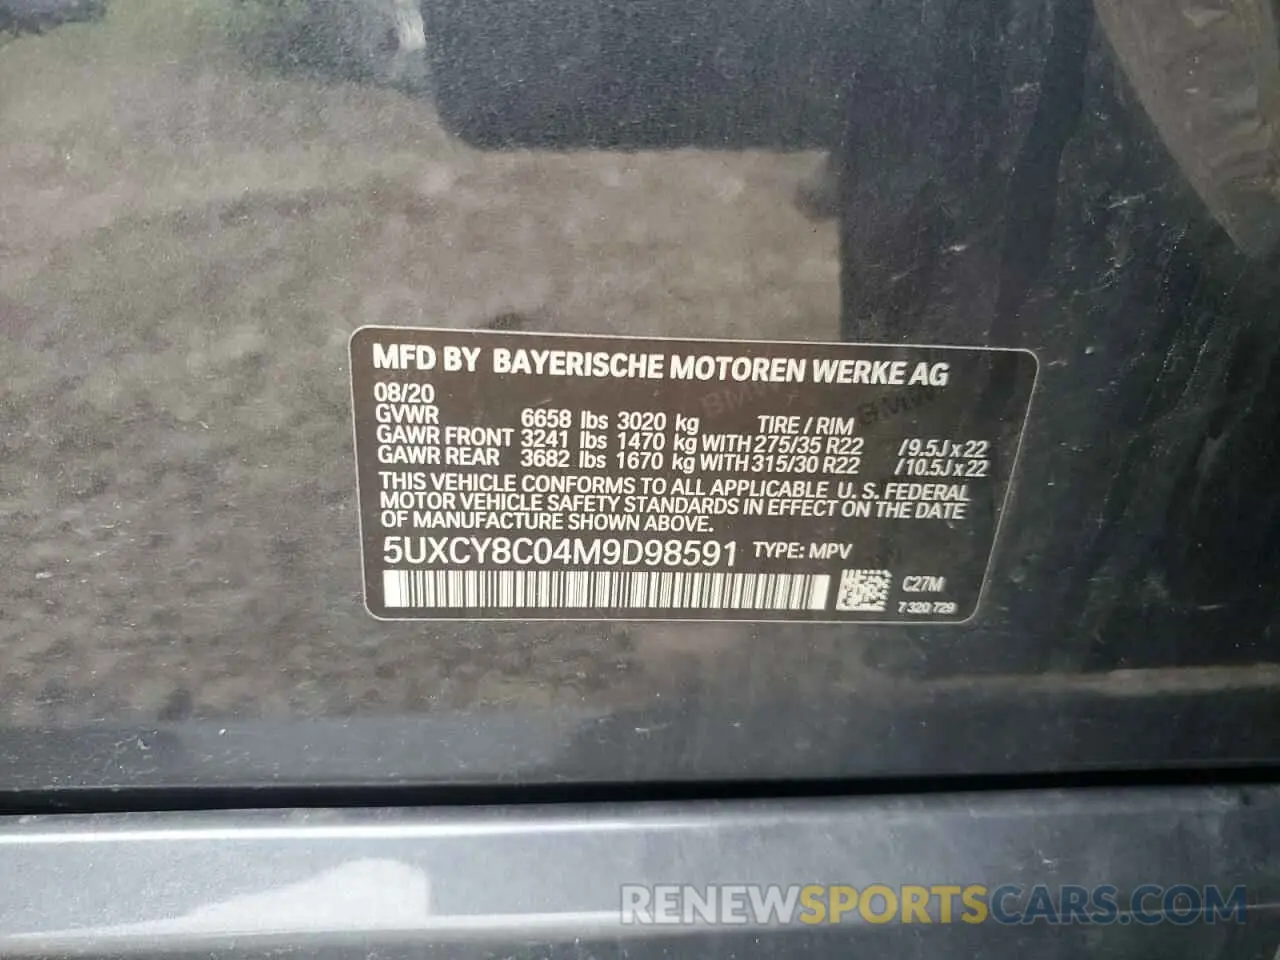 MFD BY BAYERISCHE MOTOREN WERKE AG
08/20
GVWR 6658 lbs 3020 kg TIRE / RIM
GAWR FRONT 3241 lbs 1470 kg WITH 275/35 R22 /9.5J x 22
GAWR REAR 3682 lbs 1670 kg WITH 315/30 R22 /10.5J x 22
THIS VEHICLE CONFORMS TO ALL APPLICABLE U. S. FEDERAL
MOTOR VEHICLE SAFETY STANDARDS IN EFFECT ON THE DATE
OF MANUFACTURE SHOWN ABOVE.
5UXCY8C04M9D98591 TYPE: MPV
C27M
7 320 729
RENEWSPORTSCARS.COM